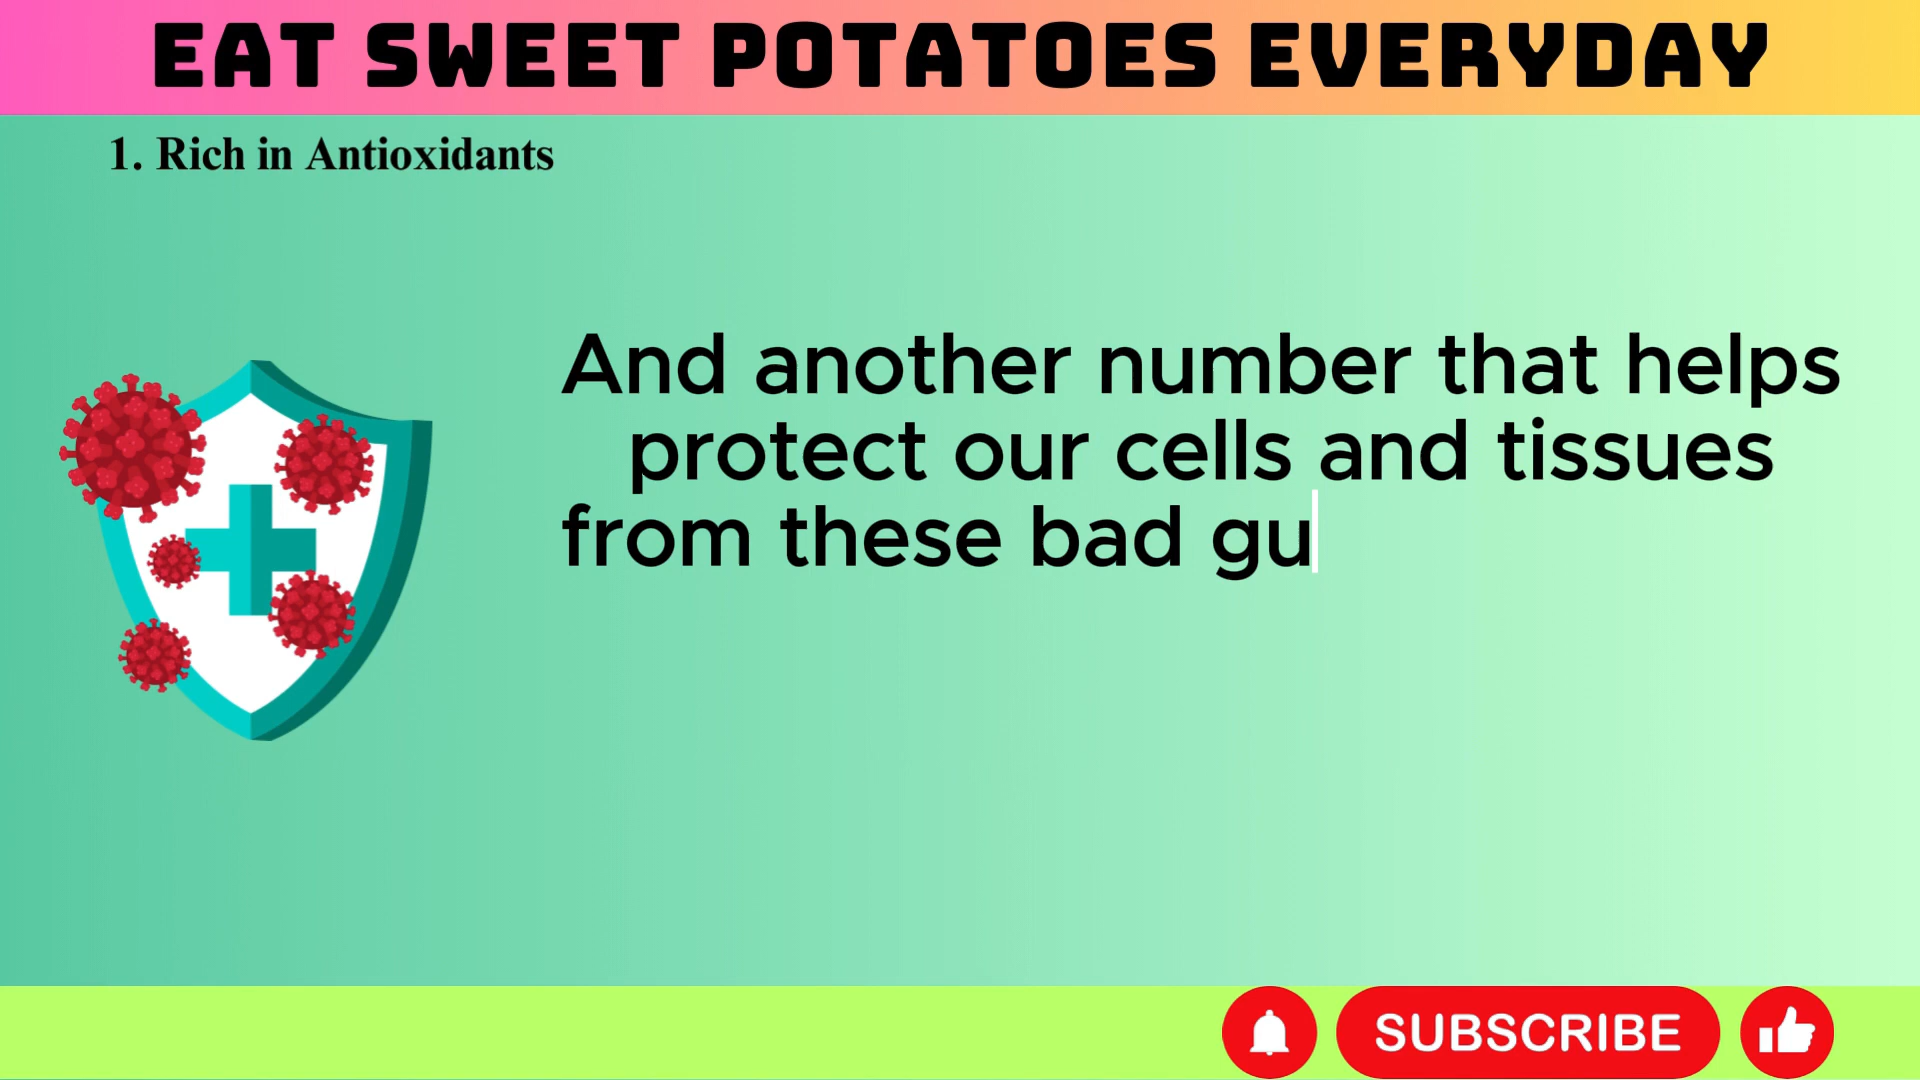 EAT SWEET POTATOES EVERYDAY
1. Rich in Antioxidants
And another number that helps
protect our cells and tissues
from these bad gu
SUBSCRIBE